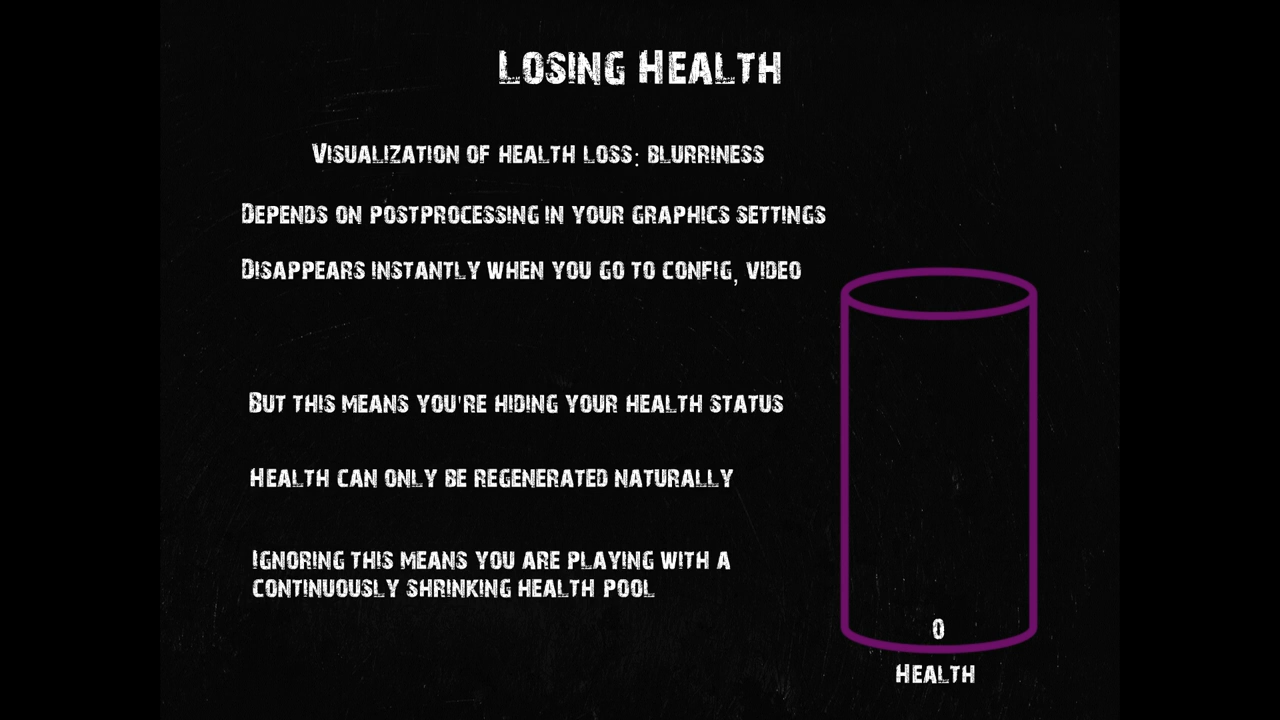 Losing Health
Visualization of health loss: blurriness
Depends on postprocessing in your graphics settings
Disappears instantly when you go to config, video
But this means you're hiding your health status
Health can only be regenerated naturally
Ignoring this means you are playing with a
continuously shrinking health pool
0
Health